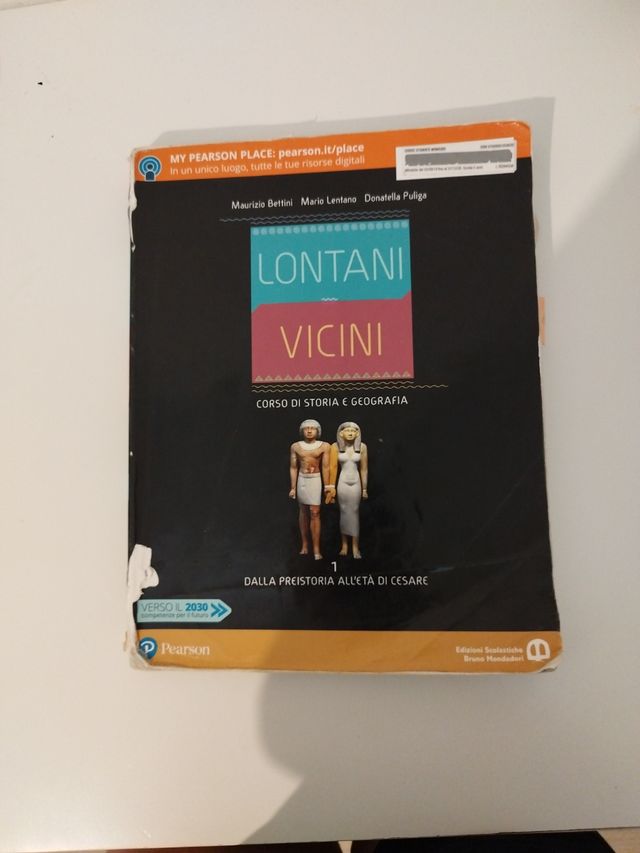 MY PEARSON PLACE: pearson.it/place
In un unico luogo, tutte le tue risorse digitali
Maurizio Bettini Mario Lentano Donatella Puliga
LONTANI
VICINI
CORSO DI STORIA E GEOGRAFIA
1
DALLA PREISTORIA ALL'ETÀ DI CESARE
VERSO IL 2030
competenze per il futuro
Pearson
Edizioni Scolastiche
Bruno Mondadori